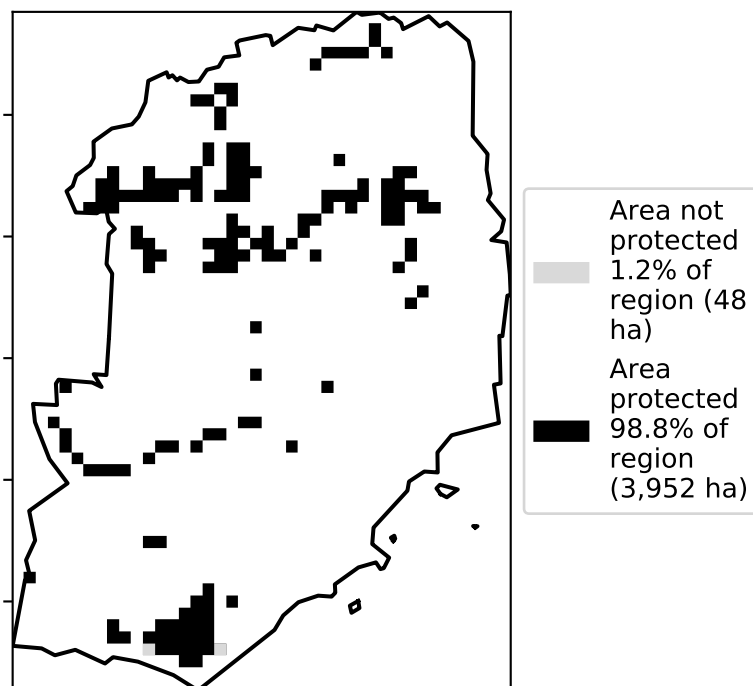 Area not
protected
1.2% of
region (48
ha)
Area
protected
98.8% of
region
(3,952 ha)